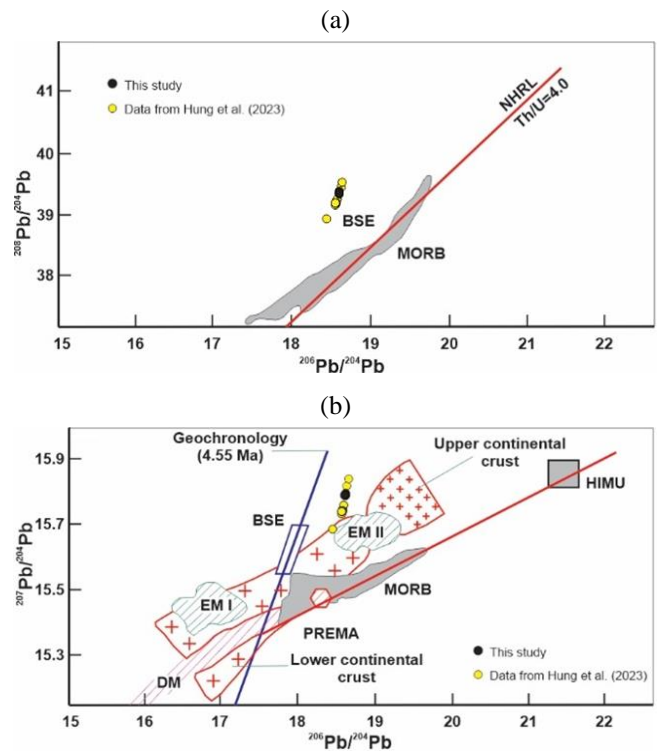 (a)
This study
Data from Hung et al. (2023)
NHRL
Th/U=4.0
BSE
MORB
41
40
39
38
²⁰⁸Pb/²⁰⁴Pb
15
16
17
18
19
20
21
22
²⁰⁶Pb/²⁰⁴Pb
(b)
Geochronology
(4.55 Ma)
Upper continental
crust
HIMU
BSE
EM II
EM I
MORB
PREMA
Lower continental
crust
DM
This study
Data from Hung et al. (2023)
15.9
15.7
15.5
15.3
²⁰⁷Pb/²⁰⁴Pb
15
16
17
18
19
20
21
22
²⁰⁶Pb/²⁰⁴Pb